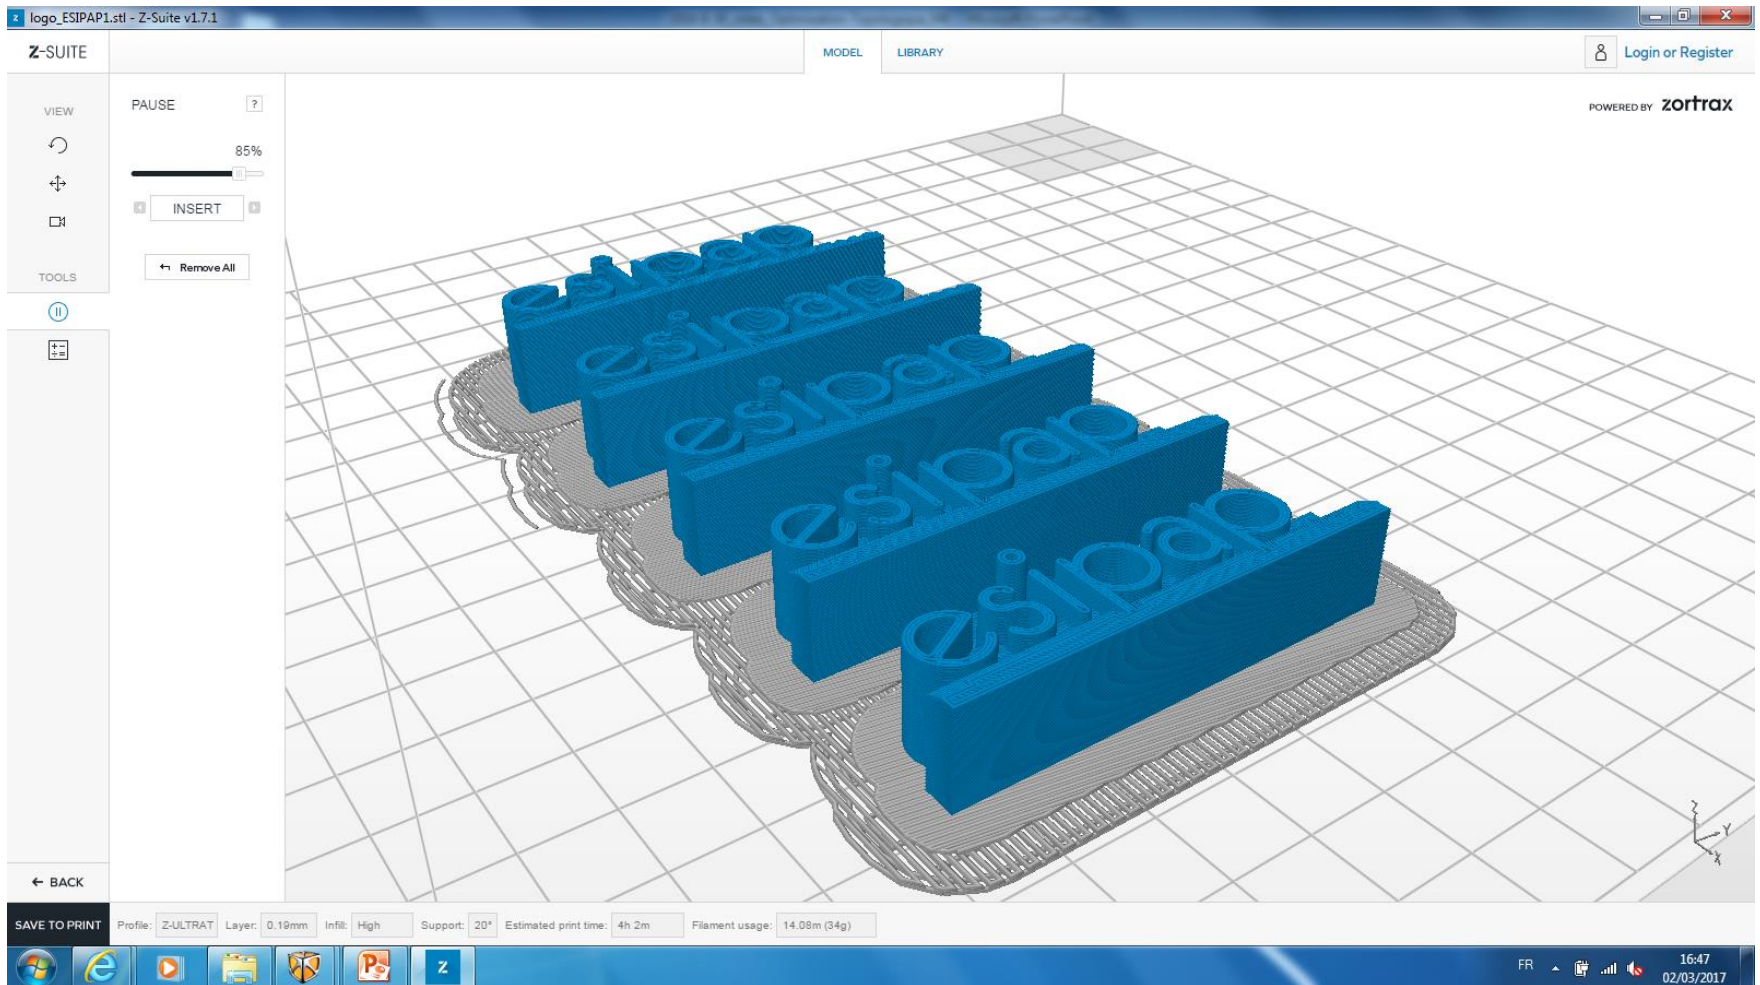 logo_ESIPAP1.stl - Z-Suite v1.7.1
Z-SUITE
MODEL
LIBRARY
Login or Register
VIEW
PAUSE
?
POWERED BY zortrax
85%
INSERT
Remove All
TOOLS
esipap
esipap
esipap
esipap
esipap
Z
Y
X
BACK
SAVE TO PRINT
Profile: Z-ULTRAT Layer: 0.19mm Infill: High Support: 20° Estimated print time: 4h 2m Filament usage: 14.08m (34g)
FR
16:47
02/03/2017